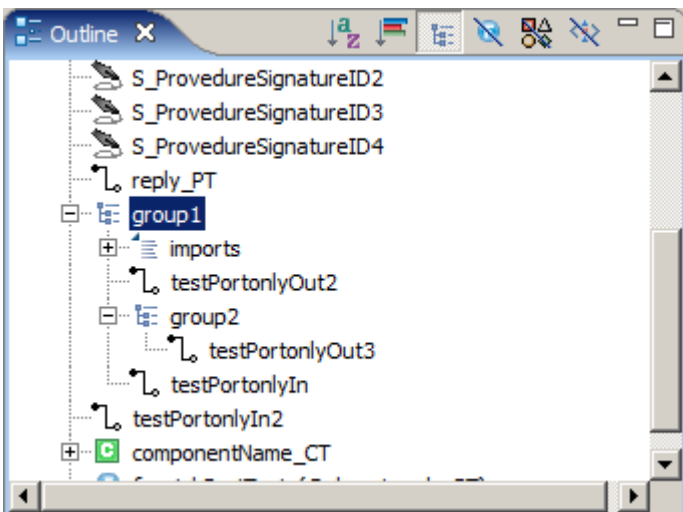 Outline
S_ProvedureSignatureID2
S_ProvedureSignatureID3
S_ProvedureSignatureID4
reply_PT
group1
imports
testPortonlyOut2
group2
testPortonlyOut3
testPortonlyIn
testPortonlyIn2
componentName_CT